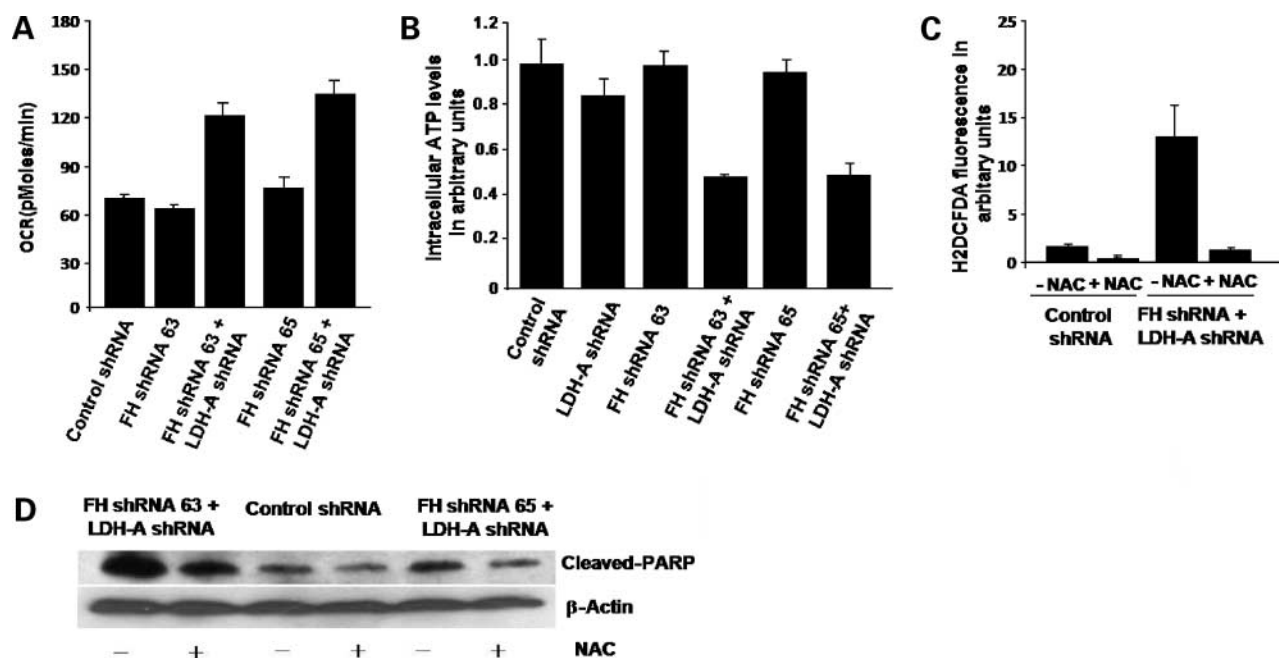 A
OCR(pMoles/min)
180
150
120
90
60
30
0
Control shRNA
FH shRNA 63
FH shRNA 63 +
LDH-A shRNA
FH shRNA 65
FH shRNA 65 +
LDH-A shRNA
B
Intracellular ATP levels
In arbitrary units
1.2
1.0
0.8
0.6
0.4
0.2
0
Control
shRNA
LDH-A shRNA
FH shRNA 63
FH shRNA 63 +
LDH-A shRNA
FH shRNA 65
FH shRNA 65+
LDH-A shRNA
C
H2DCFDA fluorescence in
arbitary units
25
20
15
10
5
0
- NAC + NAC
- NAC + NAC
Control
shRNA
FH shRNA +
LDH-A shRNA
D
FH shRNA 63 +
LDH-A shRNA
Control shRNA
FH shRNA 65 +
LDH-A shRNA
Cleaved-PARP
β-Actin
– + – + – + NAC